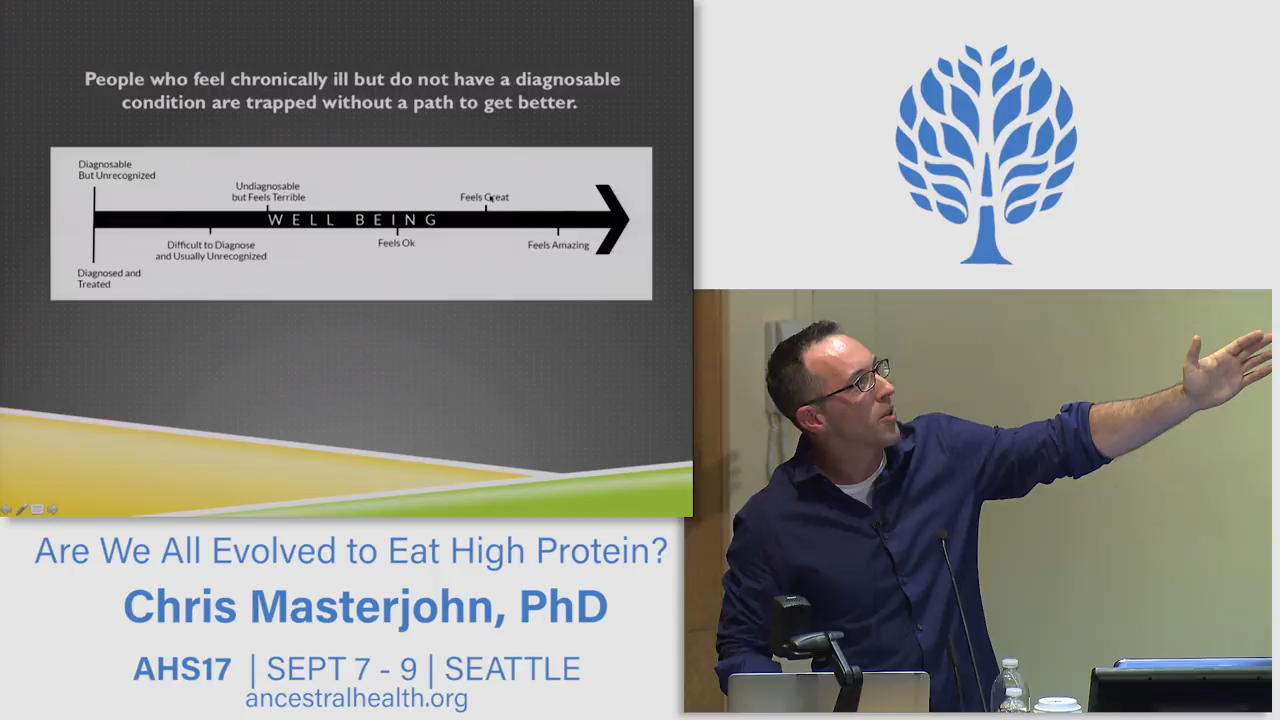 People who feel chronically ill but do not have a diagnosable
condition are trapped without a path to get better.
Diagnosable
But Unrecognized
Undiagnosable
but Feels Terrible
Feels Great
WELL BEING
Difficult to Diagnose
and Usually Unrecognized
Feels Ok
Feels Amazing
Diagnosed and
Treated
Are We All Evolved to Eat High Protein?
Chris Masterjohn, PhD
AHS17 | SEPT 7 - 9 | SEATTLE
ancestralhealth.org